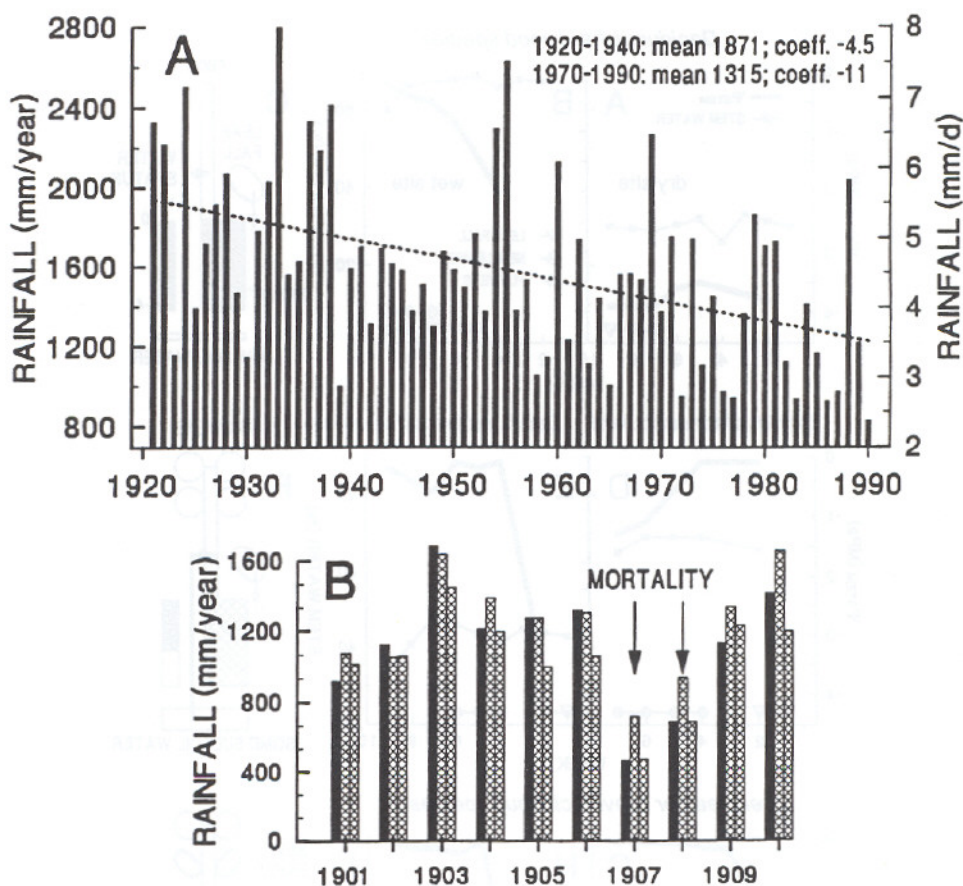 A
1920-1940: mean 1871; coeff. -4.5
1970-1990: mean 1315; coeff. -11
RAINFALL (mm/year)
2800
2400
2000
1600
1200
800
RAINFALL (mm/d)
8
7
6
5
4
3
2
1920 1930 1940 1950 1960 1970 1980 1990
B
MORTALITY
RAINFALL (mm/year)
1600
1200
800
400
0
1901 1903 1905 1907 1909